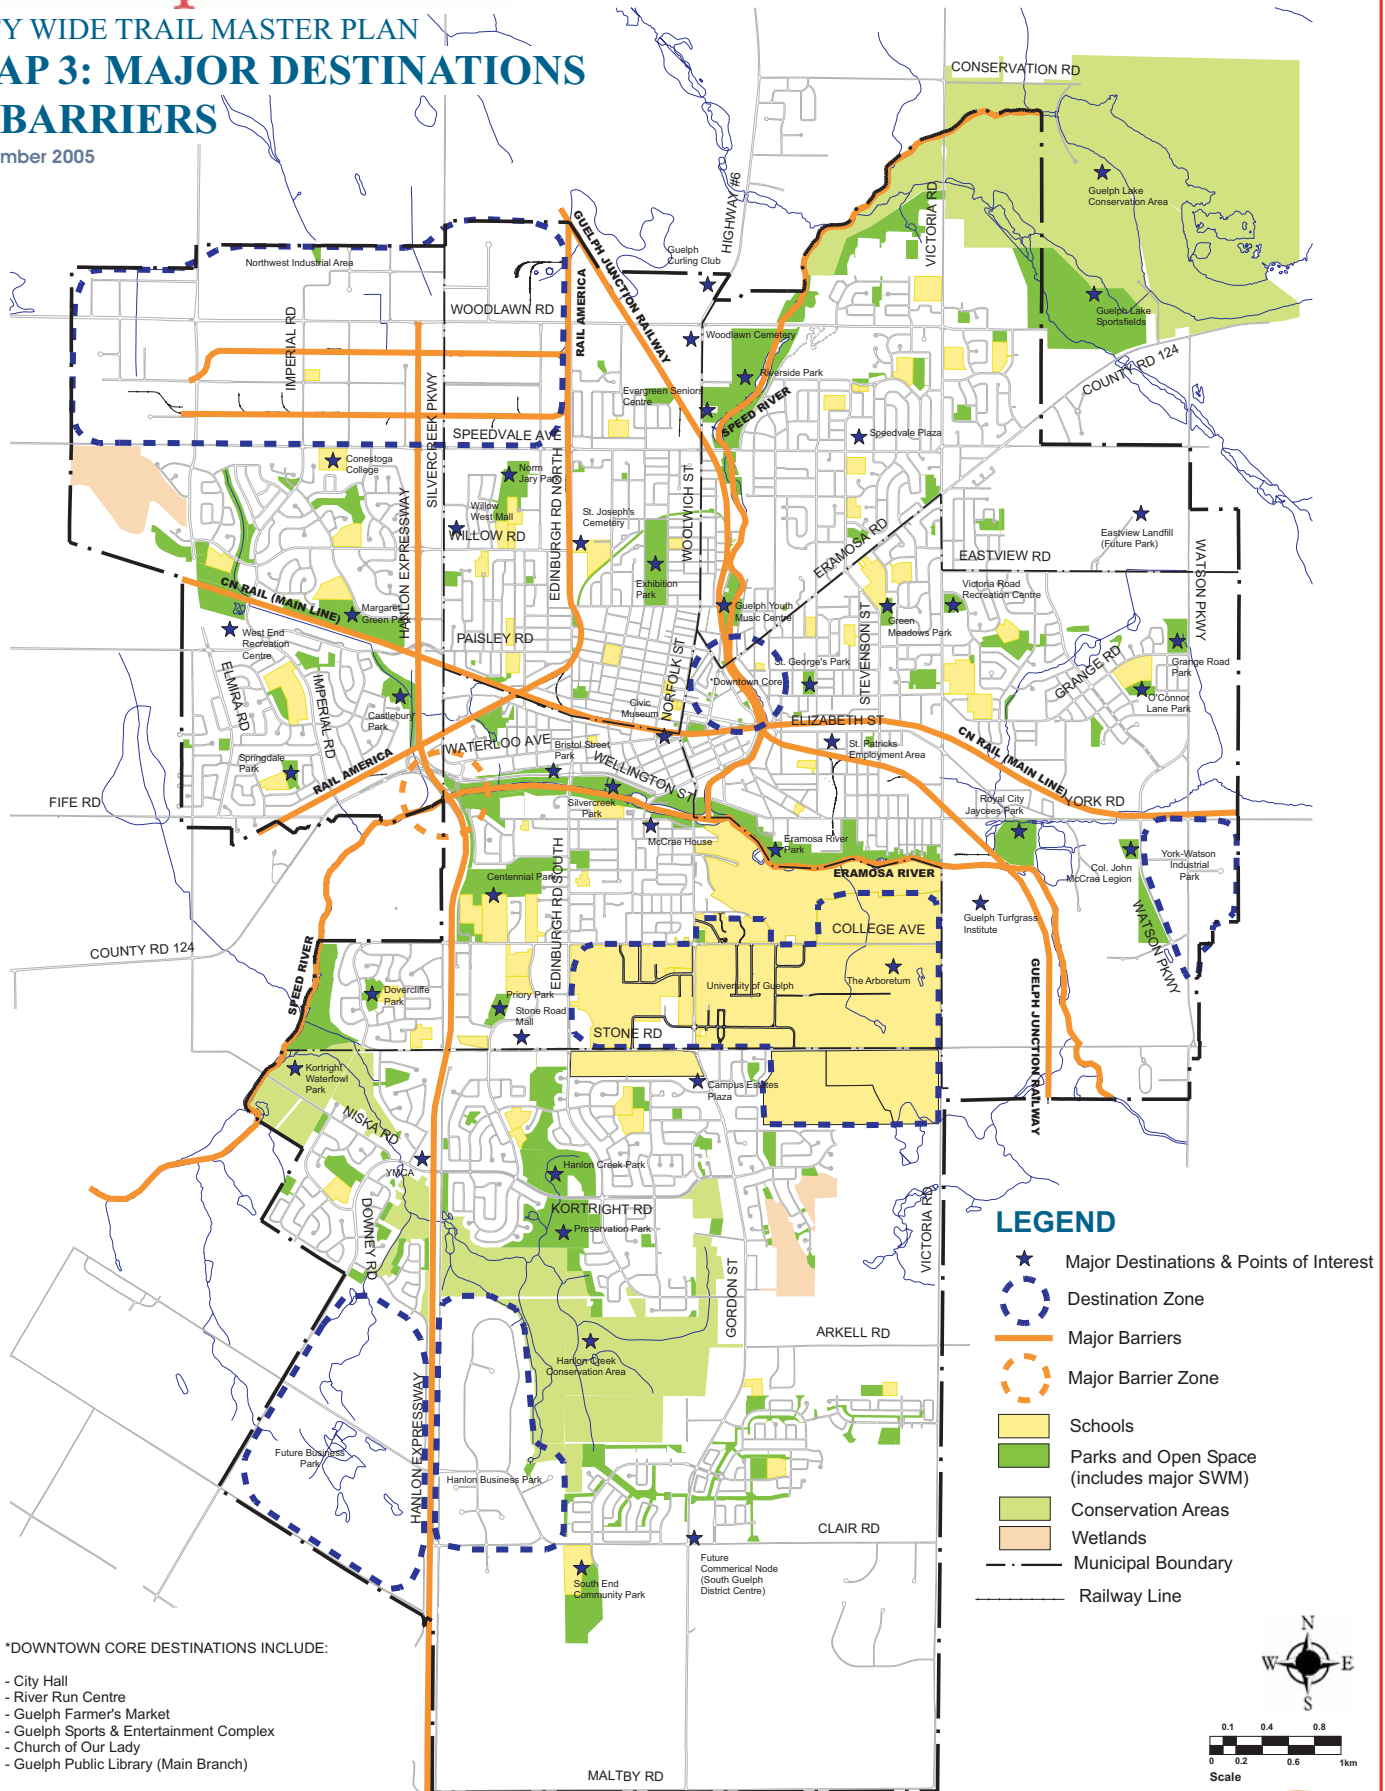 Y WIDE TRAIL MASTER PLAN
AP 3: MAJOR DESTINATIONS
BARRIERS
mber 2005
CONSERVATION RD
Guelph Lake
Conservation Area
HIGHWAY #6
VICTORIA RD
Guelph
Curling Club
GUELPH JUNCTION RAILWAY
Northwest Industrial Area
RAIL AMERICA
WOODLAWN RD
IMPERIAL RD
Guelph Lake
Sportsfields
Woodlawn Cemetery
COUNTY RD 124
Riverside Park
SILVERCREEK PKWY
Evergreen Seniors
Centre
SPEED RIVER
SPEEDVALE AVE
Speedvale Plaza
Conestoga
College
Norm
Jary Park
EDINBURGH RD NORTH
WOOLWICH ST
Willow
West Mall
WILLOW RD
St. Joseph's
Cemetery
HANLON EXPRESSWAY
ERAMOSA RD
Eastview Landfill
(Future Park)
EASTVIEW RD
WATSON PKWY
CN RAIL (MAIN LINE)
Exhibition
Park
Victoria Road
Recreation Centre
Margaret
Green Park
Guelph Youth
Music Centre
Green
Meadows Park
STEVENSON ST
West End
Recreation
Centre
PAISLEY RD
NORFOLK ST
St. George's Park
*Downtown Core
GRANGE RD
Grange Road
Park
O'Connor
Lane Park
ELMIRA RD
IMPERIAL RD
Castlebury
Park
Civic
Museum
ELIZABETH ST
CN RAIL (MAIN LINE)
WATERLOO AVE
Bristol Street
Park
WELLINGTON ST
St. Patricks
Employment Area
Springdale
Park
RAIL AMERICA
FIFE RD
Silvercreek
Park
Royal City
Jaycees Park
YORK RD
McCrae House
Eramosa River
Park
Col. John
McCrae Legion
York-Watson
Industrial
Park
ERAMOSA RIVER
Centennial Park
EDINBURGH RD SOUTH
Guelph Turfgrass
Institute
WATSON PKWY
COLLEGE AVE
COUNTY RD 124
SPEED RIVER
University of Guelph
The Arboretum
GUELPH JUNCTION RAILWAY
Dovercliffe
Park
Priory Park
Stone Road
Mall
STONE RD
Kortright
Waterfowl
Park
Campus Estates
Plaza
NISKA RD
YMCA
Hanlon Creek Park
DOWNEY RD
KORTRIGHT RD
Preservation Park
VICTORIA RD
GORDON ST
ARKELL RD
Hanlon Creek
Conservation Area
HANLON EXPRESSWAY
Future Business
Park
Hanlon Business Park
CLAIR RD
Future
Commerical Node
(South Guelph
District Centre)
South End
Community Park
MALTBY RD
LEGEND
Major Destinations & Points of Interest
Destination Zone
Major Barriers
Major Barrier Zone
Schools
Parks and Open Space
(includes major SWM)
Conservation Areas
Wetlands
Municipal Boundary
Railway Line
*DOWNTOWN CORE DESTINATIONS INCLUDE:
- City Hall
- River Run Centre
- Guelph Farmer's Market
- Guelph Sports & Entertainment Complex
- Church of Our Lady
- Guelph Public Library (Main Branch)
N
W E
S
0.1 0.4 0.8
0 0.2 0.6 1km
Scale